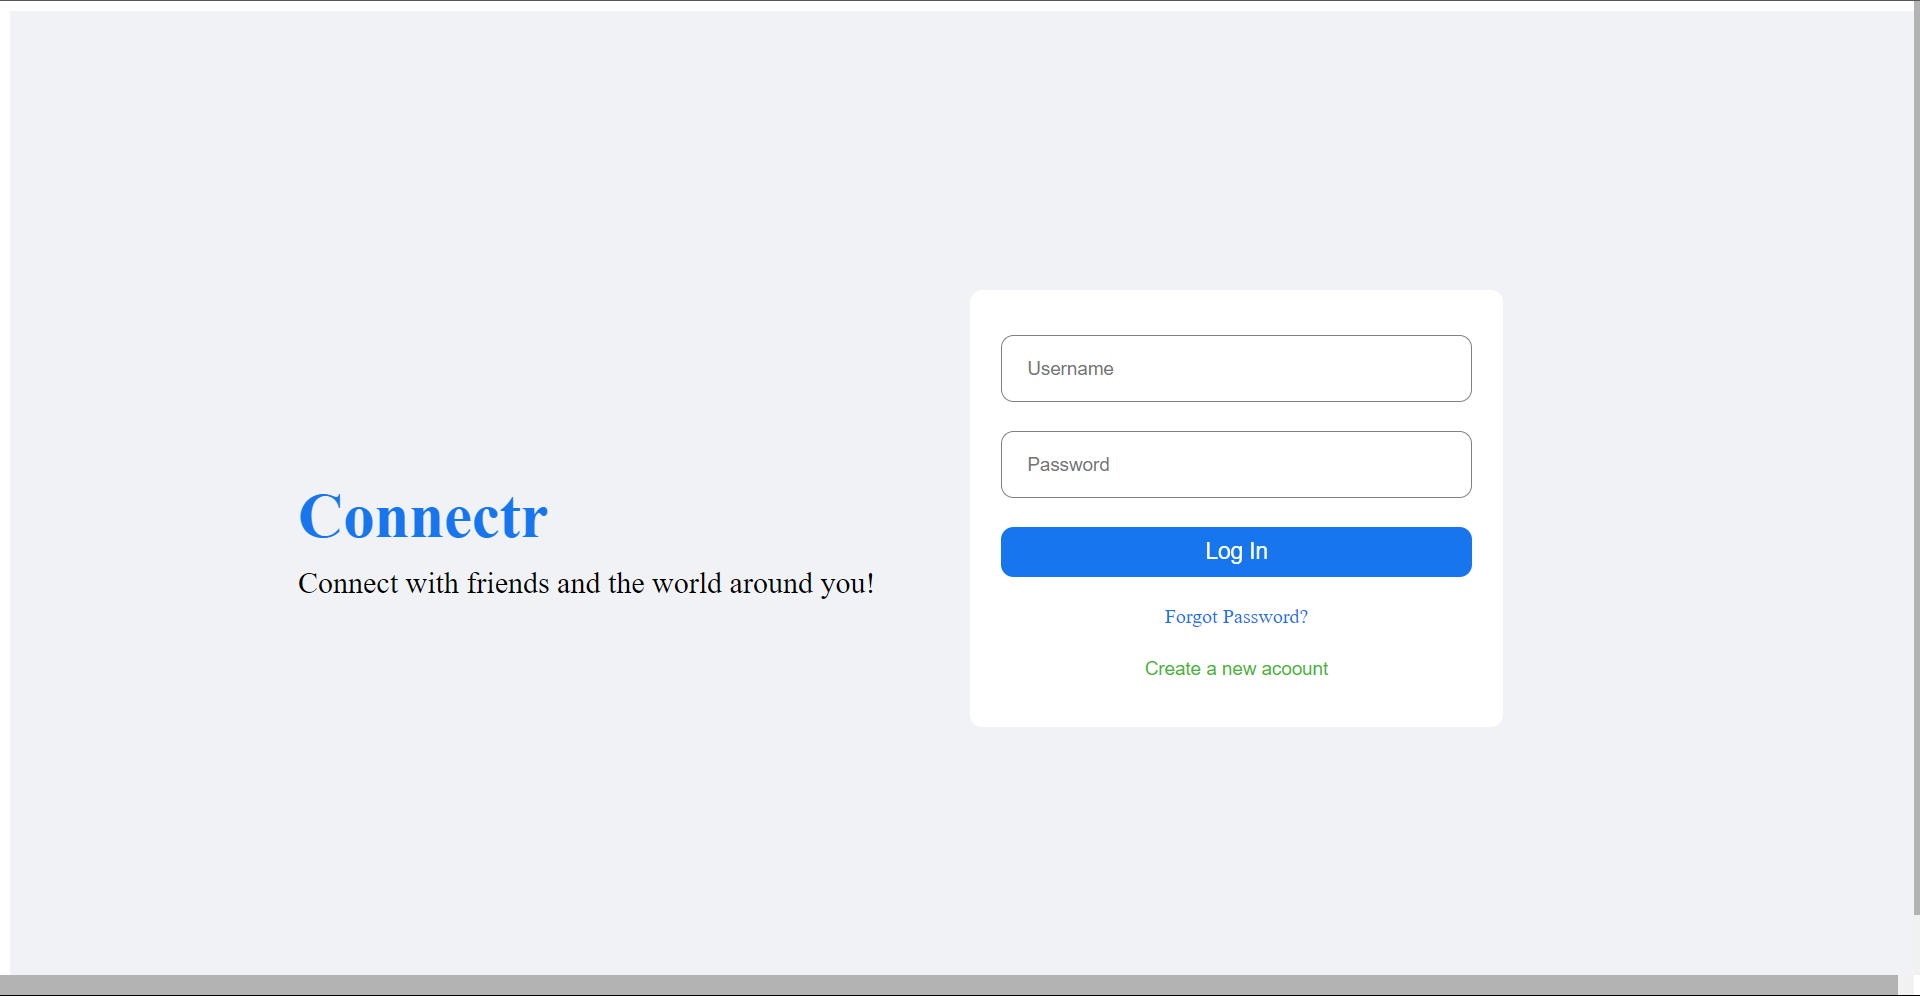 Connectr
Connect with friends and the world around you!
Username
Password
Log In
Forgot Password?
Create a new acoount